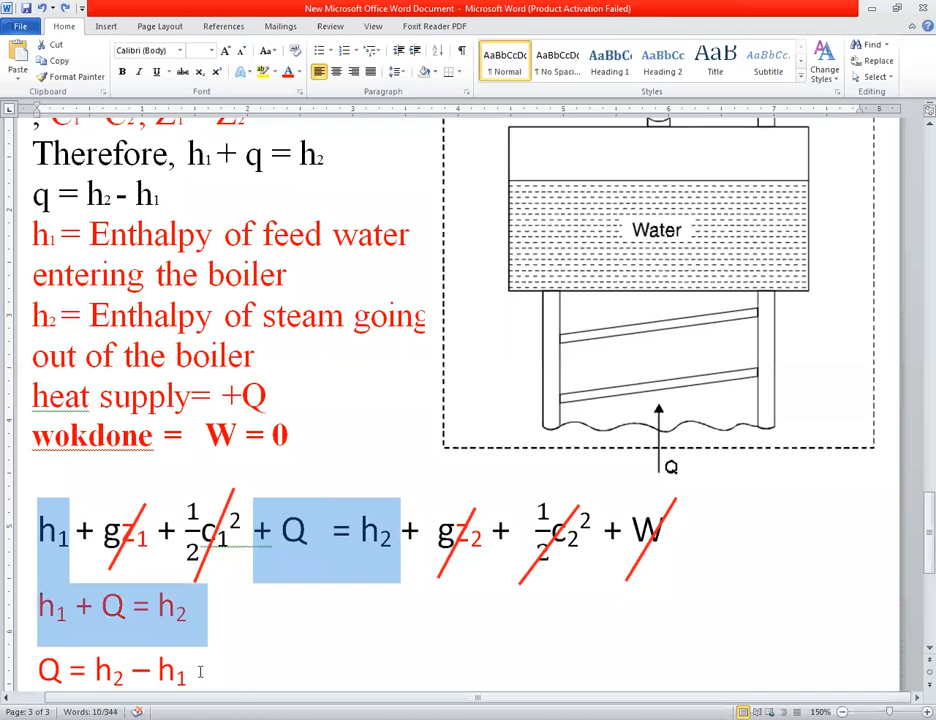 New Microsoft Office Word Document - Microsoft Word (Product Activation Failed)
File Home Insert Page Layout References Mailings Review View Foxit Reader PDF
Paste
Cut
Copy
Format Painter
Clipboard
Calibri (Body)
Font
Paragraph
AaBbCcDc AaBbCcDc AaBbCc AaBbCc AaB AaBbCc.
¶ Normal ¶ No Spaci... Heading 1 Heading 2 Title Subtitle
Change Styles
Styles
Find
Replace
Select
Editing
Therefore, h₁ + q = h₂
q = h₂ - h₁
h₁ = Enthalpy of feed water
entering the boiler
h₂ = Enthalpy of steam going
out of the boiler
heat supply= +Q
wokdone = W = 0
Water
Q
h₁ + gz₁ + ½c₁² + Q = h₂ + gz₂ + ½c₂² + W
h₁ + Q = h₂
Q = h₂ – h₁
Page: 3 of 3 Words: 10/344 150%